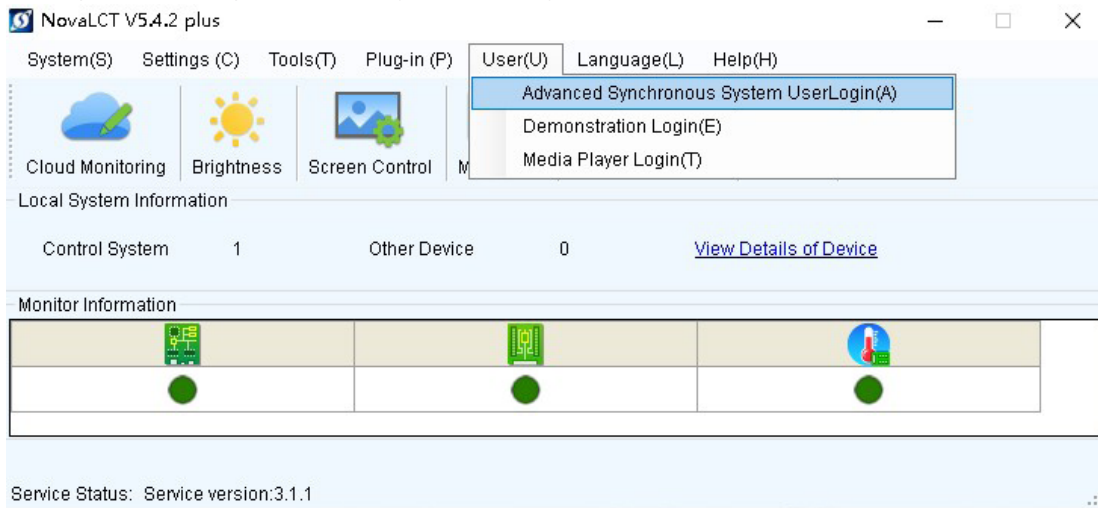 NovaLCT V5.4.2 plus
System(S) Settings (C) Tools(T) Plug-in (P) User(U) Language(L) Help(H)
Advanced Synchronous System UserLogin(A)
Demonstration Login(E)
Media Player Login(T)
Cloud Monitoring Brightness Screen Control M
Local System Information
Control System 1 Other Device 0 View Details of Device
Monitor Information
Service Status: Service version:3.1.1